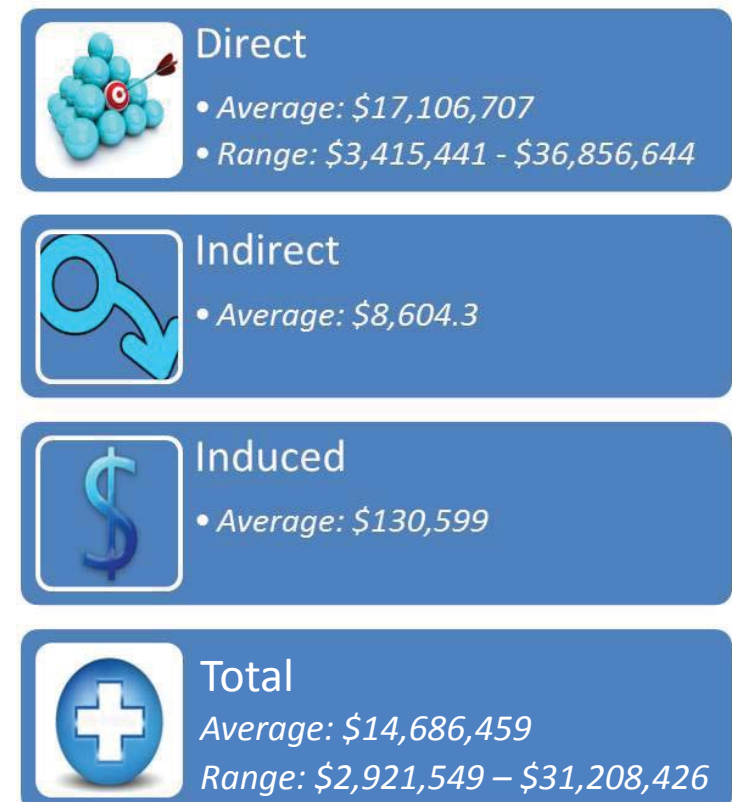 Direct
• Average: $17,106,707
• Range: $3,415,441 - $36,856,644
Indirect
• Average: $8,604.3
Induced
• Average: $130,599
Total
Average: $14,686,459
Range: $2,921,549 – $31,208,426